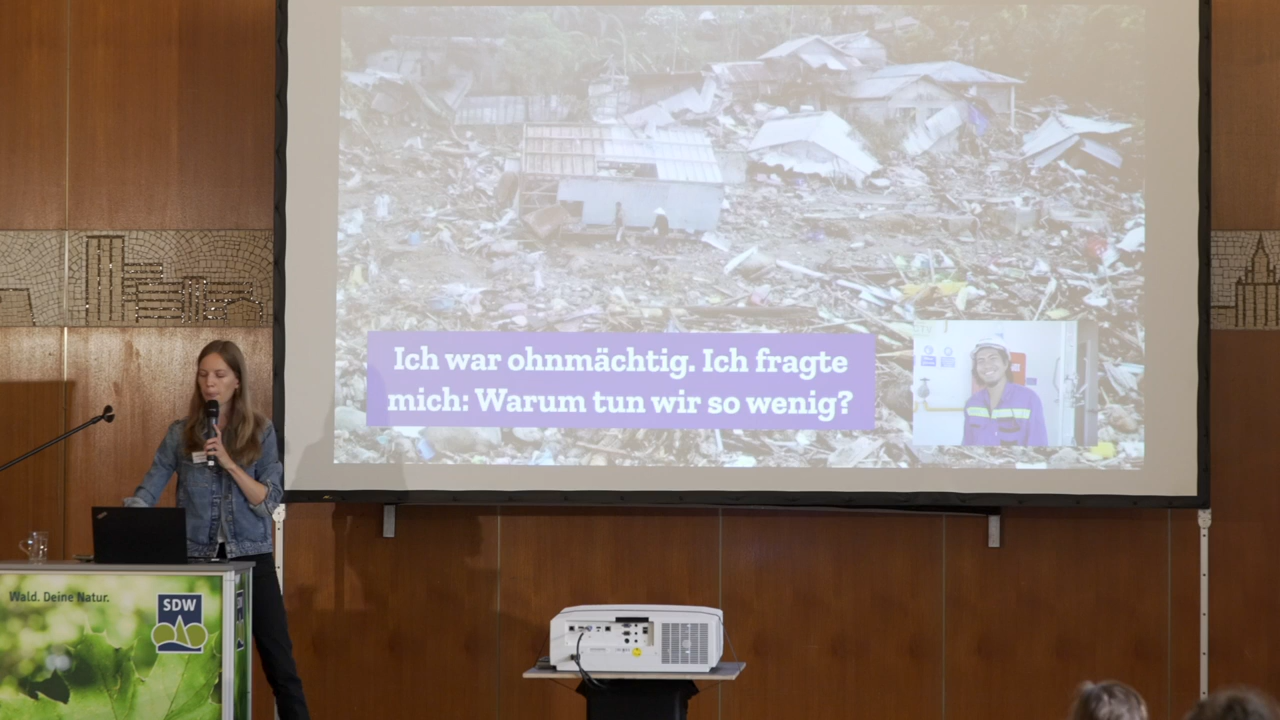 Ich war ohnmächtig. Ich fragte
mich: Warum tun wir so wenig?
Wald. Deine Natur.
SDW